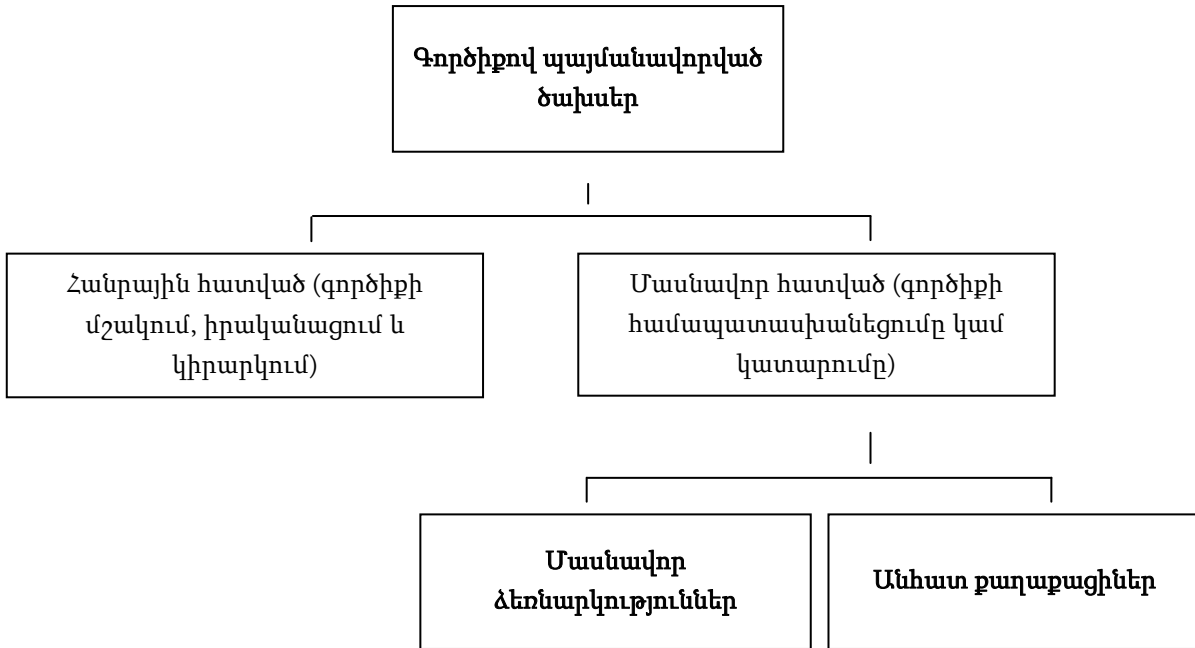 Գործիքով պայմանավորված
ծախսեր
Հանրային հատված (գործիքի
մշակում, իրականացում և
կիրարկում)
Մասնավոր հատված (գործիքի
համապատասխանեցումը կամ
կատարումը)
Մասնավոր
ձեռնարկություններ
Անհատ քաղաքացիներ